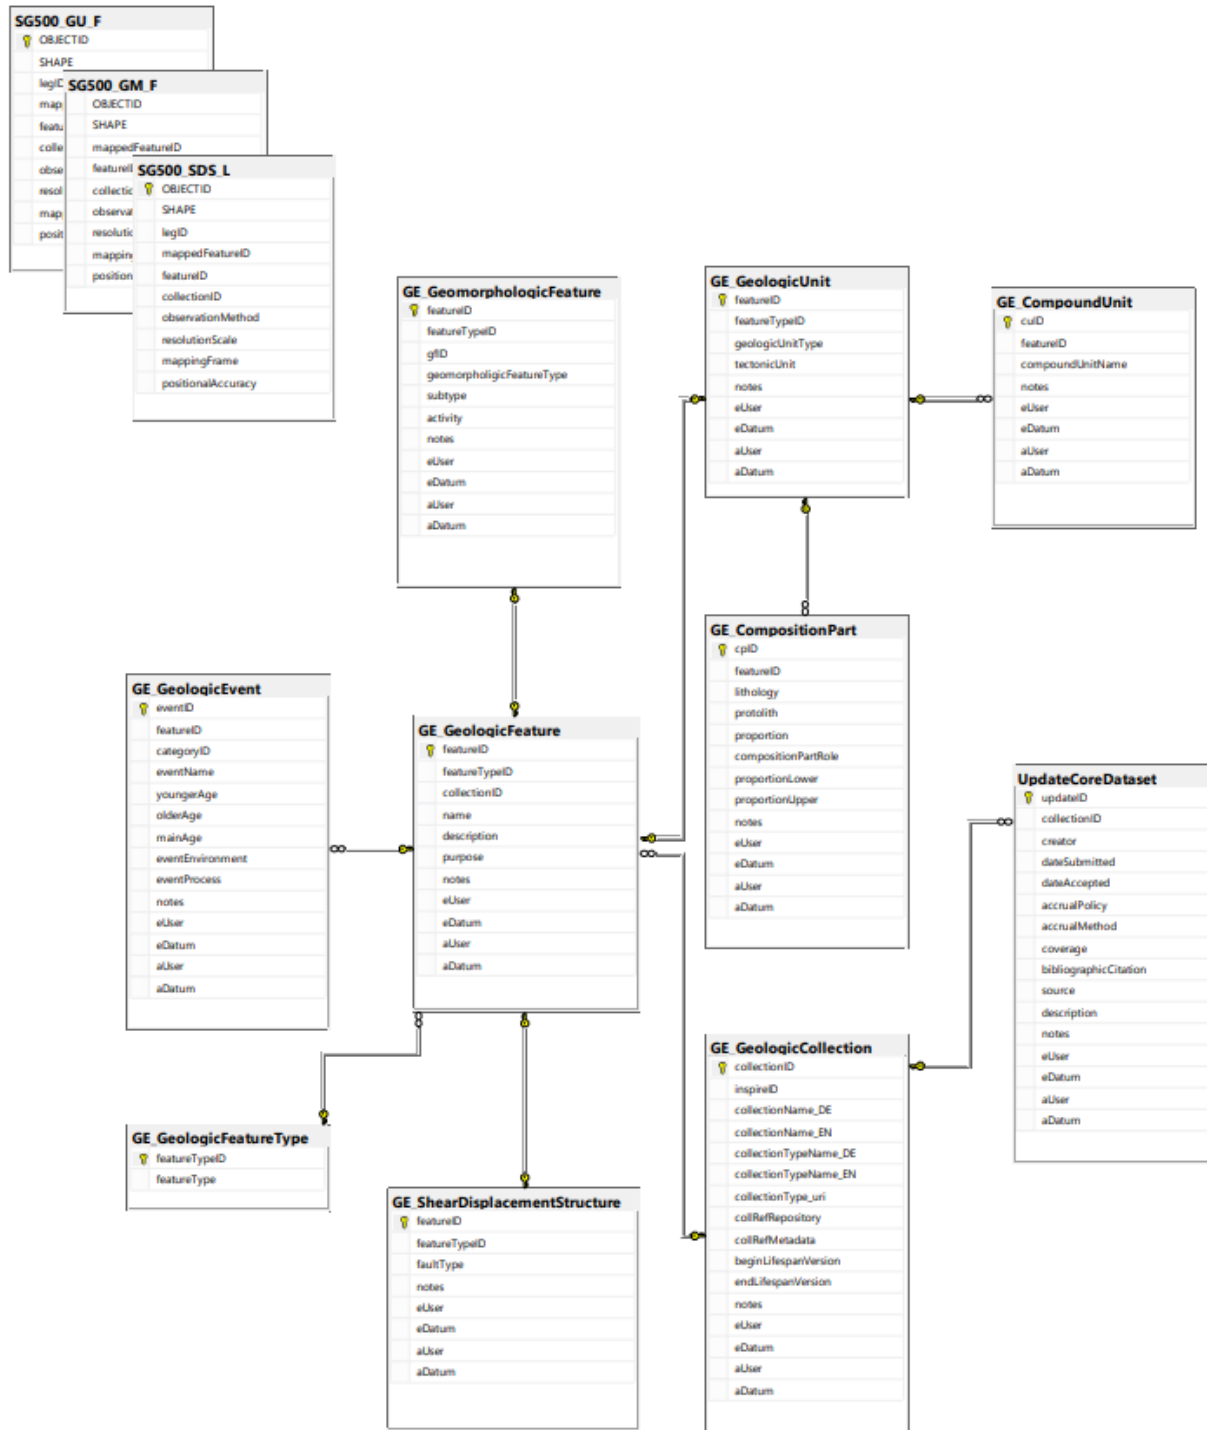 SG500_GU_F
OBJECTID
SHAPE
legID
SG500_GM_F
OBJECTID
SHAPE
mappedFeatureID
SG500_SDS_L
OBJECTID
SHAPE
legID
mappedFeatureID
featureID
collectionID
observationMethod
resolutionScale
mappingFrame
positionalAccuracy
GE_GeomorphologicFeature
featureID
featureTypeID
gfID
geomorpholigicFeatureType
subtype
activity
notes
eUser
eDatum
aUser
aDatum
GE_GeologicUnit
featureID
featureTypeID
geologicUnitType
tectonicUnit
notes
eUser
eDatum
aUser
aDatum
GE_CompoundUnit
cuID
featureID
compoundUnitName
notes
eUser
eDatum
aUser
aDatum
GE_CompositionPart
cpID
featureID
lithology
protolith
proportion
compositionPartRole
proportionLower
proportionUpper
notes
eUser
eDatum
aUser
aDatum
GE_GeologicEvent
eventID
featureID
categoryID
eventName
youngerAge
olderAge
mainAge
eventEnvironment
eventProcess
notes
eUser
eDatum
aUser
aDatum
GE_GeologicFeature
featureID
featureTypeID
collectionID
name
description
purpose
notes
eUser
eDatum
aUser
aDatum
UpdateCoreDataset
updateID
collectionID
creator
dateSubmitted
dateAccepted
accrualPolicy
accrualMethod
coverage
bibliographicCitation
source
description
notes
eUser
eDatum
aUser
aDatum
GE_GeologicFeatureType
featureTypeID
featureType
GE_ShearDisplacementStructure
featureID
featureTypeID
faultType
notes
eUser
eDatum
aUser
aDatum
GE_GeologicCollection
collectionID
inspireID
collectionName_DE
collectionName_EN
collectionTypeName_DE
collectionTypeName_EN
collectionType_uri
collRefRepository
collRefMetadata
beginLifespanVersion
endLifespanVersion
notes
eUser
eDatum
aUser
aDatum